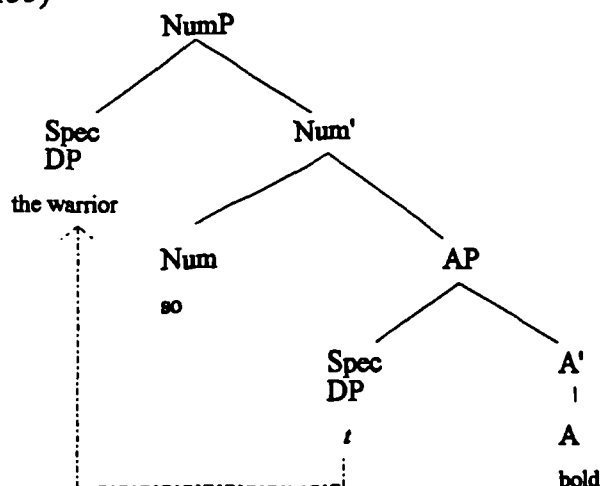 NumP
Spec Num'
DP
the warrior
Num AP
so
Spec A'
DP
t A
bold